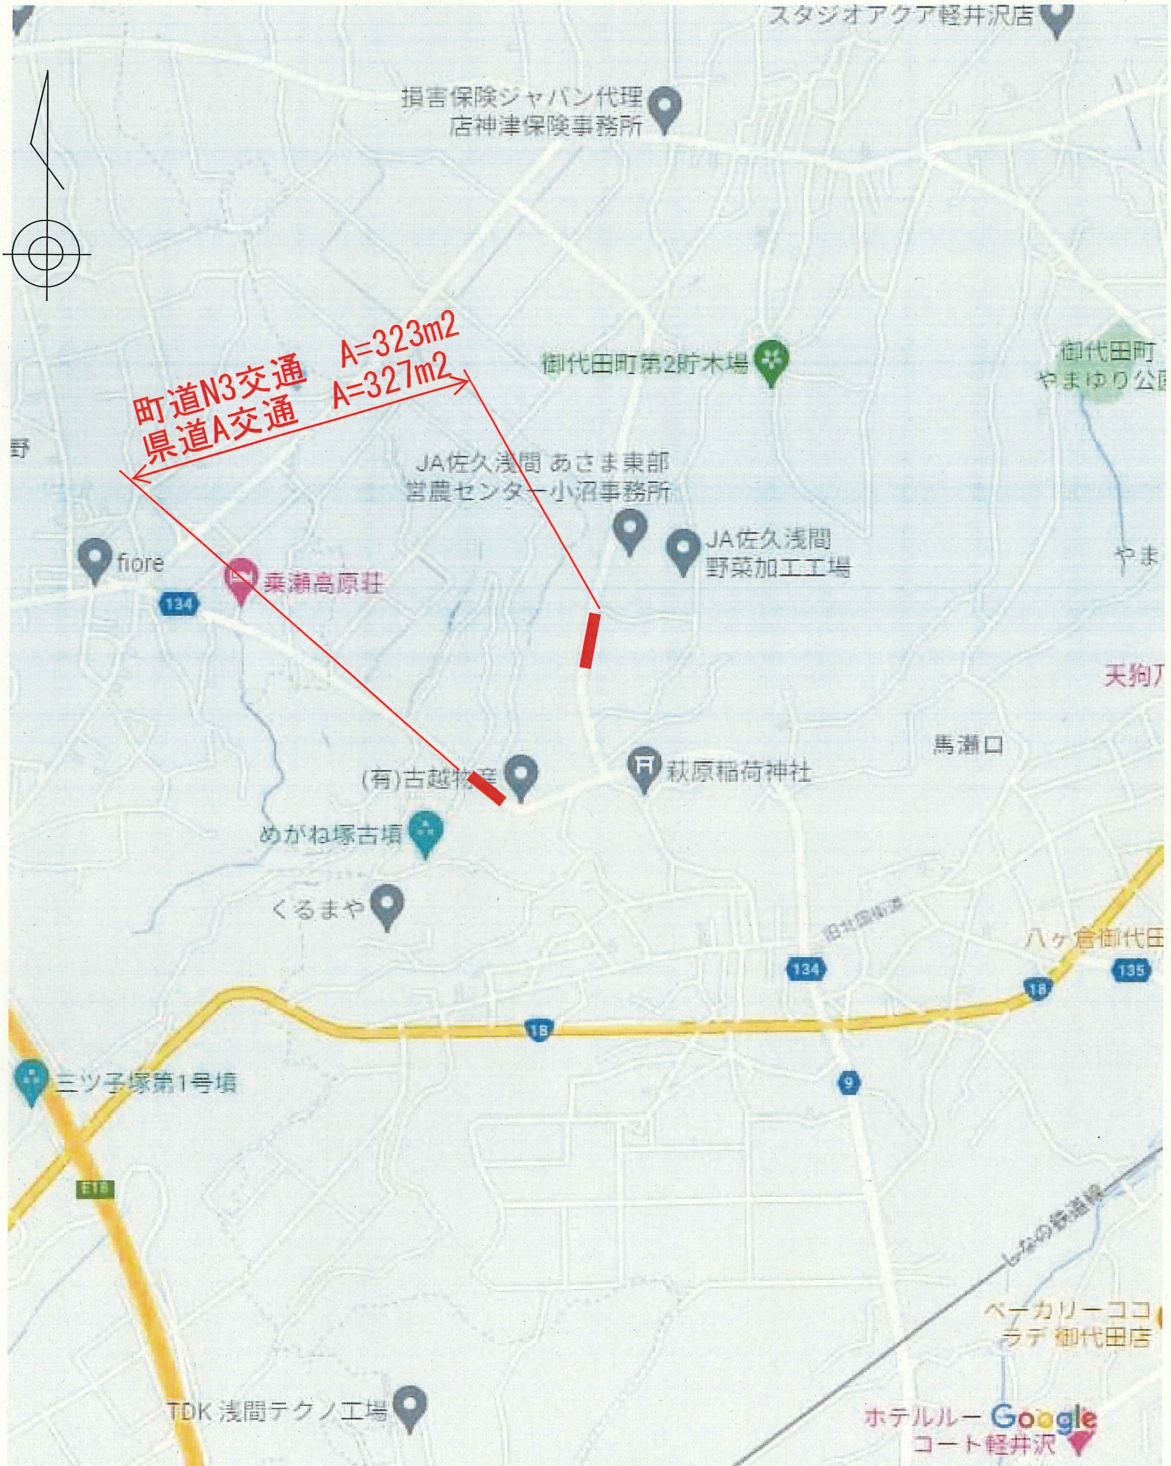 スタジオアクア軽井沢店
損害保険ジャパン代理
店神津保険事務所
町道N3交通 A=323m2
県道A交通 A=327m2
御代田町第2貯木場
御代田町
やまゆり公園
野
JA佐久浅間 あさま東部
営農センター小沼事務所
JA佐久浅間
野菜加工工場
fiore
乗瀬高原荘
134
やま
天狗
馬瀬口
(有)古越物産
萩原稲荷神社
めがね塚古墳
くるまや
旧北国街道
八ヶ倉御代田
134
135
18
18
三ツ子塚第1号墳
9
E18
しなの鉄道線
ベーカリーココ
ラデ 御代田店
TDK 浅間テクノ工場
ホテルルー
コート軽井沢
Google